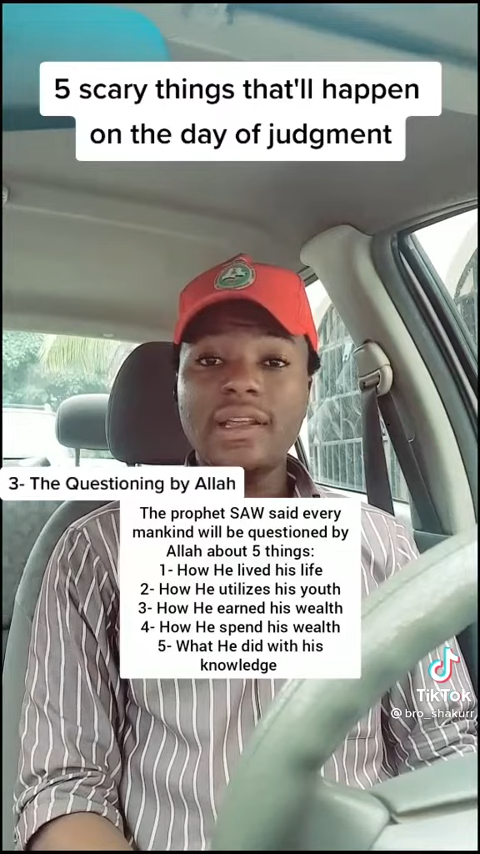 5 scary things that'll happen
on the day of judgment
3- The Questioning by Allah
The prophet SAW said every
mankind will be questioned by
Allah about 5 things:
1- How He lived his life
2- How He utilizes his youth
3- How He earned his wealth
4- How He spend his wealth
5- What He did with his
knowledge
TikTok
@bro_shakurr